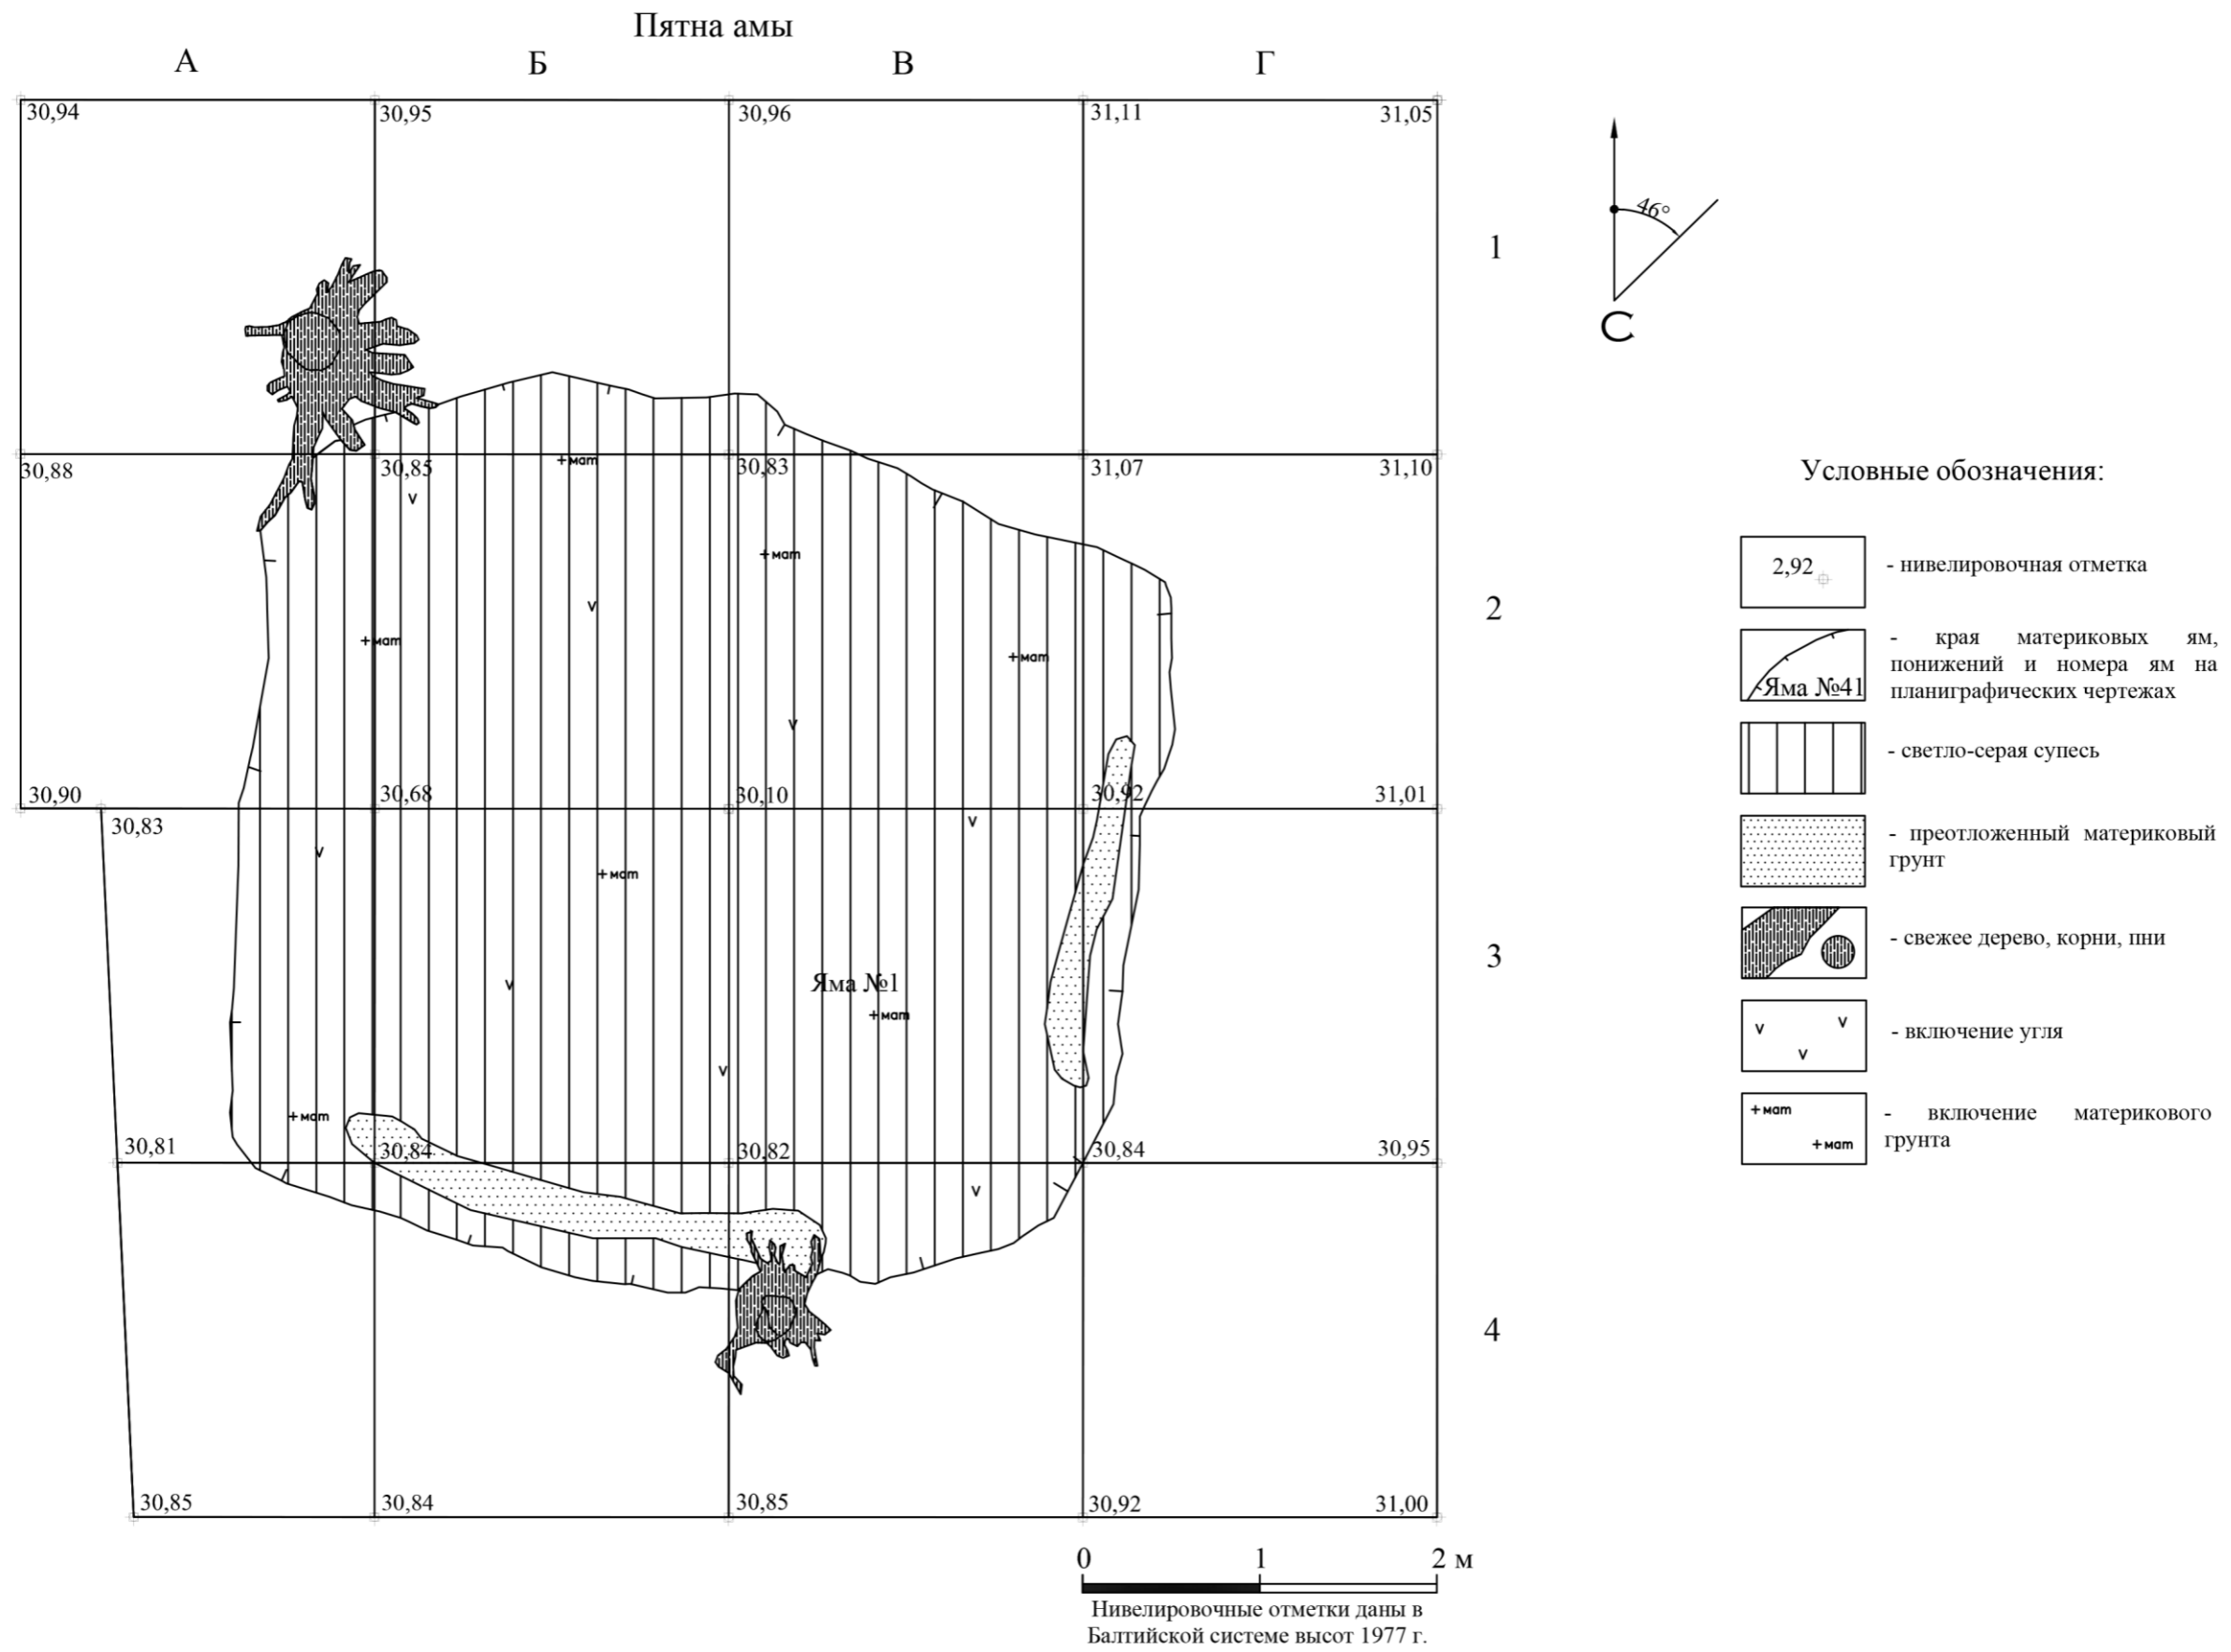 Пятна амы
А Б В Г
30,94 30,95 30,96 31,11 31,05
46°
С
1
30,88 30,85 +мат 30,83 31,07 31,10
v
+мат
v
2
+мат
+мат
v
30,90 30,68 30,10 30,92 31,01
30,83
v
v
+мат
3
v
Яма №1
+мат
v
+мат
30,81 30,84 30,82 30,84 30,95
v
4
30,85 30,84 30,85 30,92 31,00
0 1 2 м
Нивелировочные отметки даны в
Балтийской системе высот 1977 г.
Условные обозначения:
2,92 - нивелировочная отметка
- края материковых ям,
понижений и номера ям на
Яма №41 планиграфических чертежах
- светло-серая супесь
- преотложенный материковый
грунт
- свежее дерево, корни, пни
v v v - включение угля
+мат - включение материкового
+мат грунта